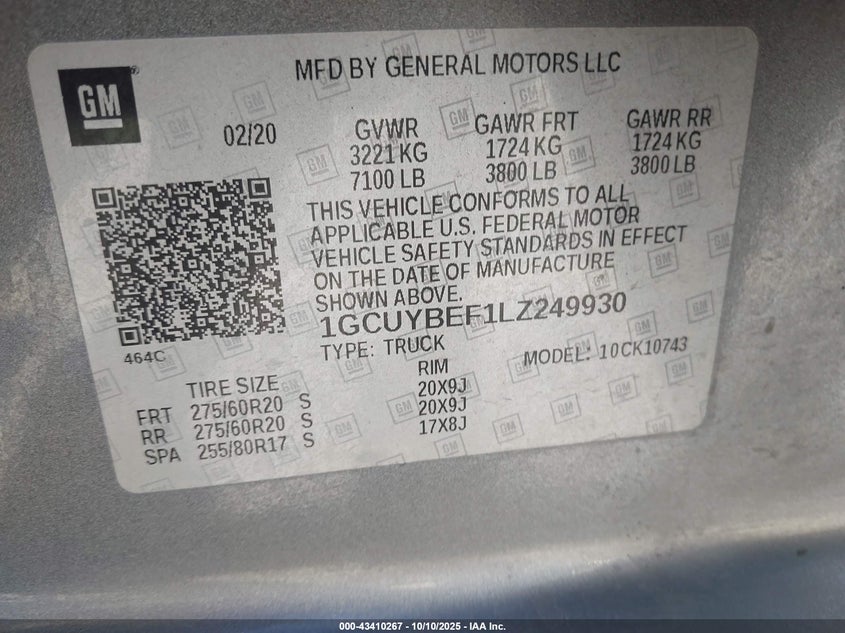 GM
MFD BY GENERAL MOTORS LLC
02/20
GVWR GAWR FRT GAWR RR
3221 KG 1724 KG 1724 KG
7100 LB 3800 LB 3800 LB
THIS VEHICLE CONFORMS TO ALL
APPLICABLE U.S. FEDERAL MOTOR
VEHICLE SAFETY STANDARDS IN EFFECT
ON THE DATE OF MANUFACTURE
SHOWN ABOVE.
1GCUYBEF1LZ249930
464C
TYPE: TRUCK MODEL: 10CK10743
TIRE SIZE RIM
FRT 275/60R20 S 20X9J
RR 275/60R20 S 20X9J
SPA 255/80R17 S 17X8J
000-43410267 - 10/10/2025 - IAA Inc.